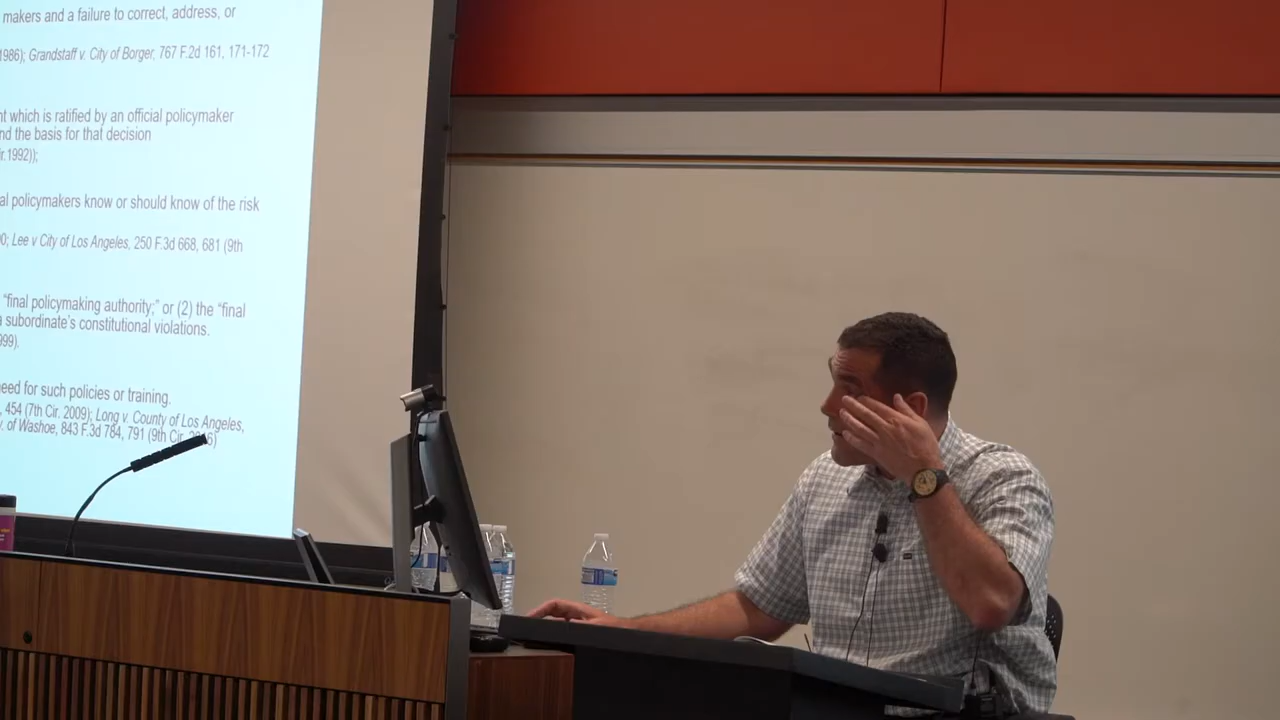 makers and a failure to correct, address, or
1986); Grandstaff v. City of Borger, 767 F.2d 161, 171-172
nt which is ratified by an official policymaker
nd the basis for that decision
ir.1992));
al policymakers know or should know of the risk
0; Lee v City of Los Angeles, 250 F.3d 668, 681 (9th
"final policymaking authority;" or (2) the "final
a subordinate's constitutional violations.
999).
eed for such policies or training.
, 454 (7th Cir. 2009); Long v. County of Los Angeles,
v. of Washoe, 843 F.3d 784, 791 (9th Cir. 2016)